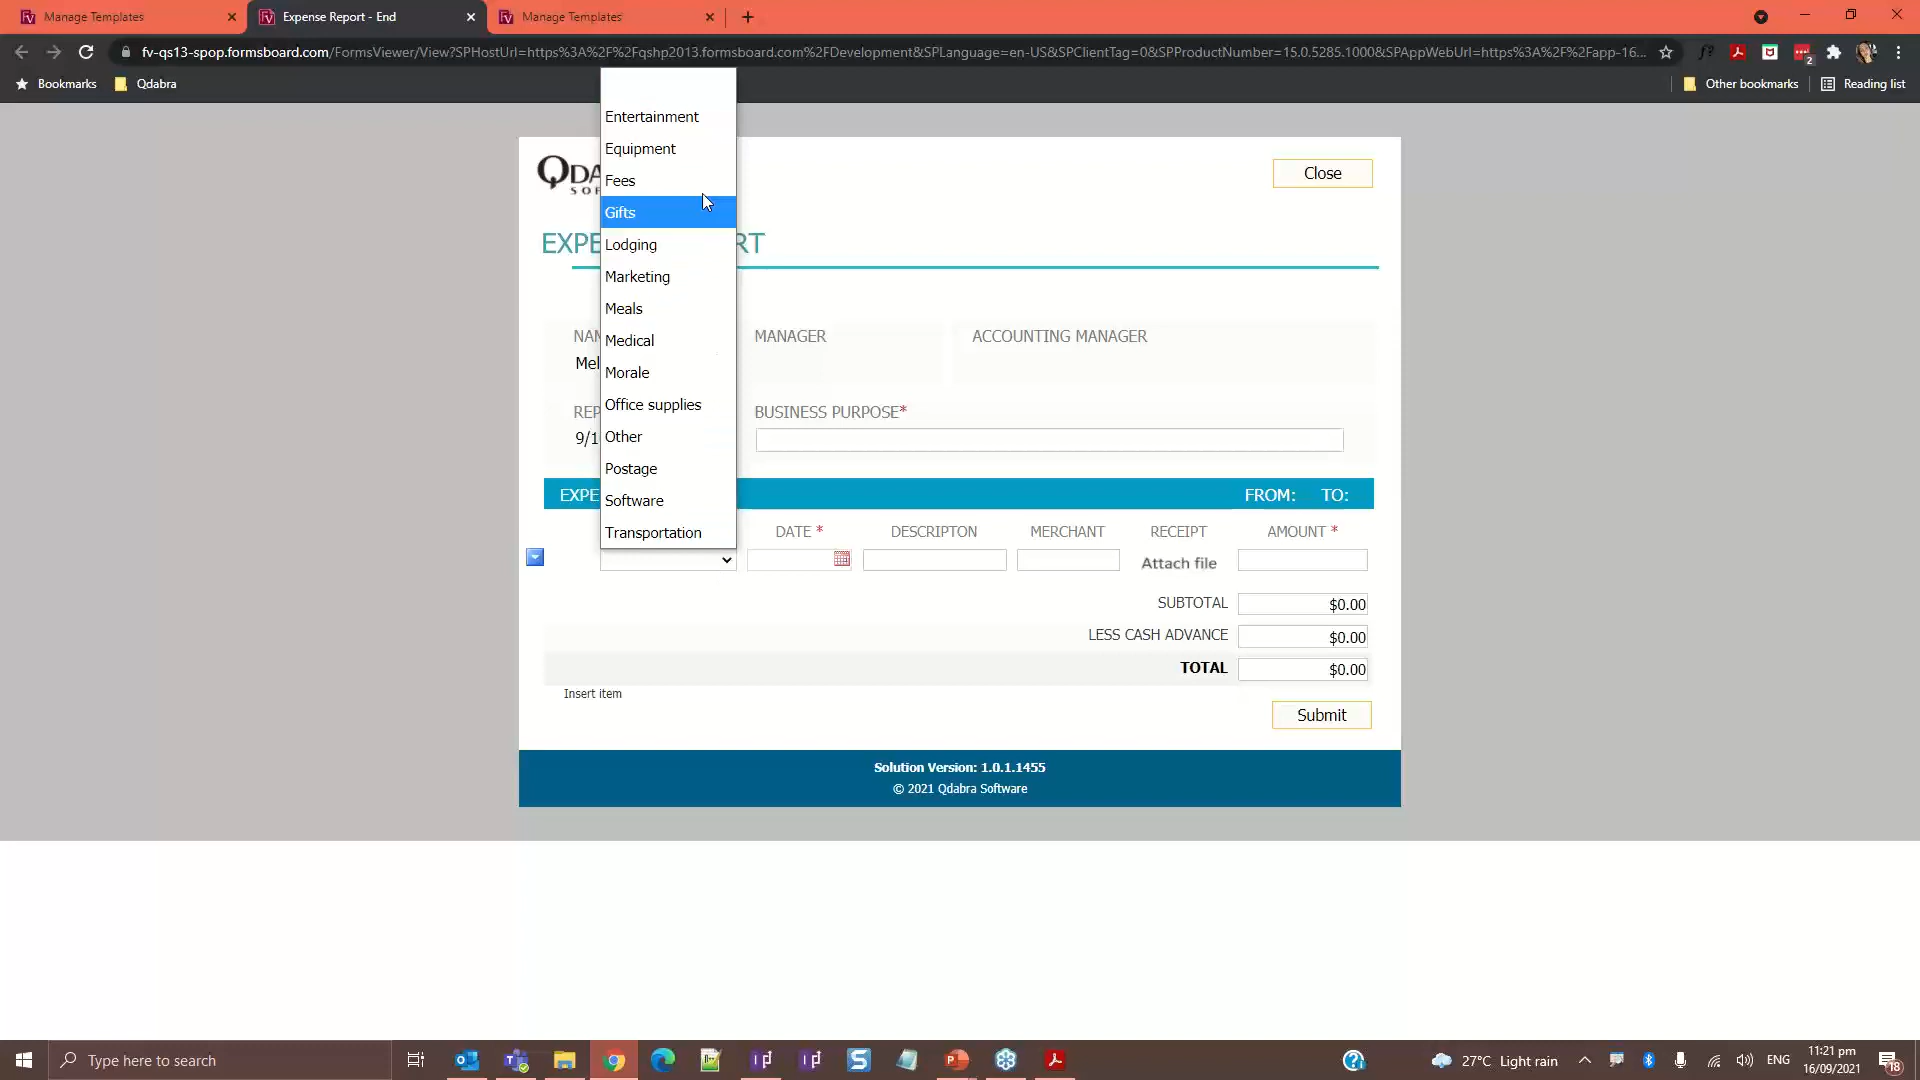 Manage Templates
Expense Report - End
Manage Templates
fv-qs13-spop.formsboard.com/FormsViewer/View?SPHostUrl=https%3A%2F%2Fqshp2013.formsboard.com%2FDevelopment&SPLanguage=en-US&SPClientTag=0&SPProductNumber=15.0.5285.1000&SPAppWebUrl=https%3A%2F%2Fapp-16...
2
Bookmarks
Qdabra
Other bookmarks
Reading list
Entertainment
Equipment
Fees
Gifts
Lodging
Marketing
Meals
Medical
Morale
Office supplies
Other
Postage
Software
Transportation
QDA
SOF
Close
EXPE RT
NAM
MANAGER
ACCOUNTING MANAGER
Mel
REP
BUSINESS PURPOSE*
9/1
EXPE
FROM: TO:
DATE *
DESCRIPTON
MERCHANT
RECEIPT
AMOUNT *
Attach file
SUBTOTAL $0.00
LESS CASH ADVANCE $0.00
TOTAL $0.00
Insert item
Submit
Solution Version: 1.0.1.1455
© 2021 Qdabra Software
Type here to search
27°C Light rain
ENG
11:21 pm
16/09/2021
18